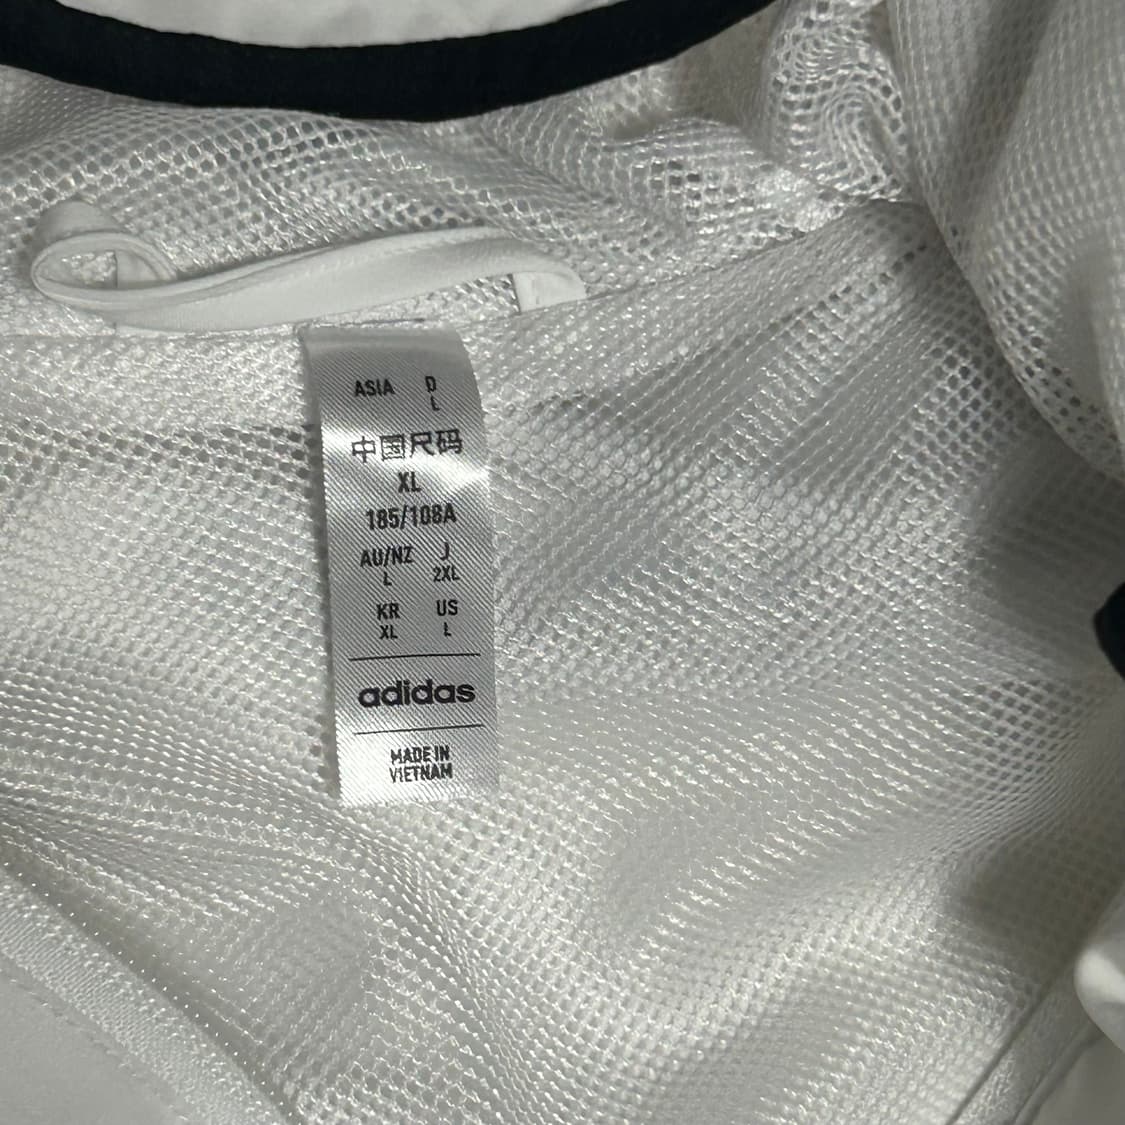 ASIA D
L
中国尺码
XL
185/108A
AU/NZ J
L 2XL
KR US
XL L
adidas
MADE IN
VIETNAM